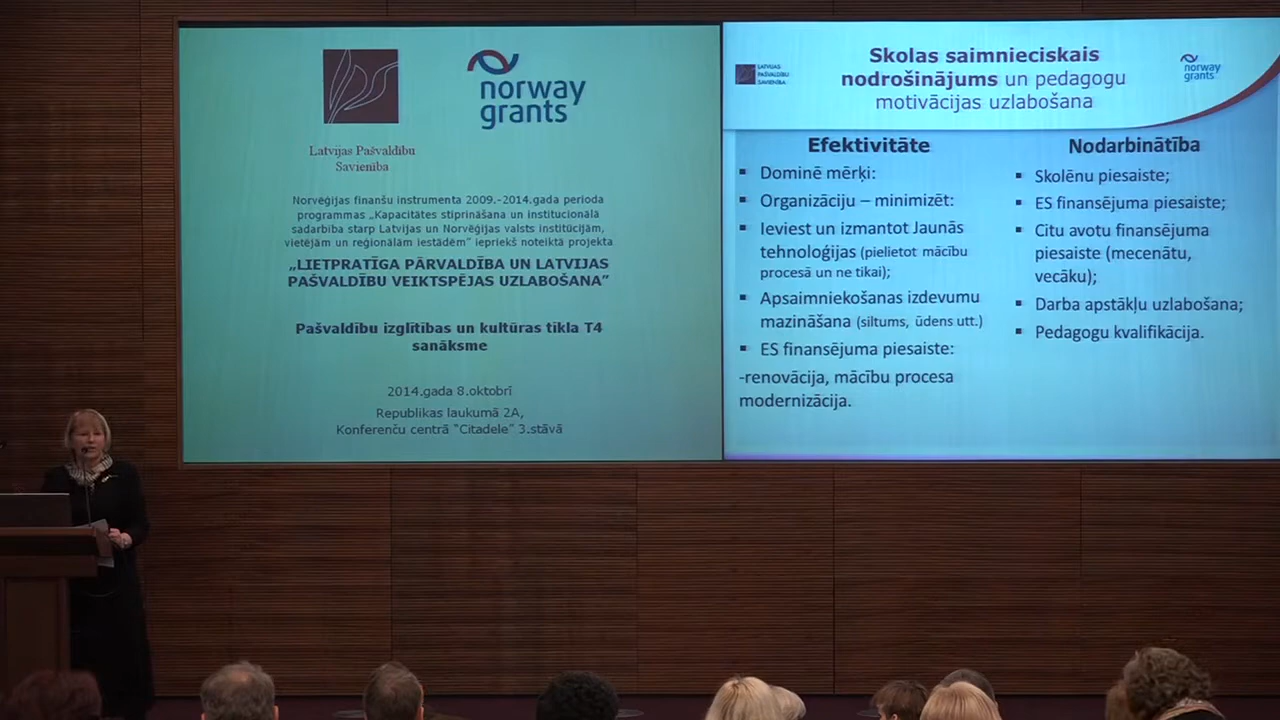 norway
grants
Latvijas Pašvaldību
Savienība
Norvēģijas finanšu instrumenta 2009.-2014.gada perioda
programmas „Kapacitātes stiprināšana un institucionālā
sadarbība starp Latvijas un Norvēģijas valsts institūcijām,
vietējām un reģionālām iestādēm” iepriekš noteiktā projekta
„LIETPRATĪGA PĀRVALDĪBA UN LATVIJAS
PAŠVALDĪBU VEIKTSPĒJAS UZLABOŠANA”
Pašvaldību izglītības un kultūras tīkla T4
sanāksme
2014.gada 8.oktobrī
Republikas laukumā 2A,
Konferenču centrā “Citadele” 3.stāvā
LATVIJAS
PAŠVALDĪBU
SAVIENĪBA
Skolas saimnieciskais
nodrošinājums un pedagogu
motivācijas uzlabošana
norway
grants
Efektivitāte
▪ Dominē mērķi:
▪ Organizāciju – minimizēt:
▪ Ieviest un izmantot Jaunās
tehnoloģijas (pielietot mācību
procesā un ne tikai);
▪ Apsaimniekošanas izdevumu
mazināšana (siltums, ūdens utt.)
▪ ES finansējuma piesaiste:
-renovācija, mācību procesa
modernizācija.
Nodarbinātība
▪ Skolēnu piesaiste;
▪ ES finansējuma piesaiste;
▪ Citu avotu finansējuma
piesaiste (mecenātu,
vecāku);
▪ Darba apstākļu uzlabošana;
▪ Pedagogu kvalifikācija.